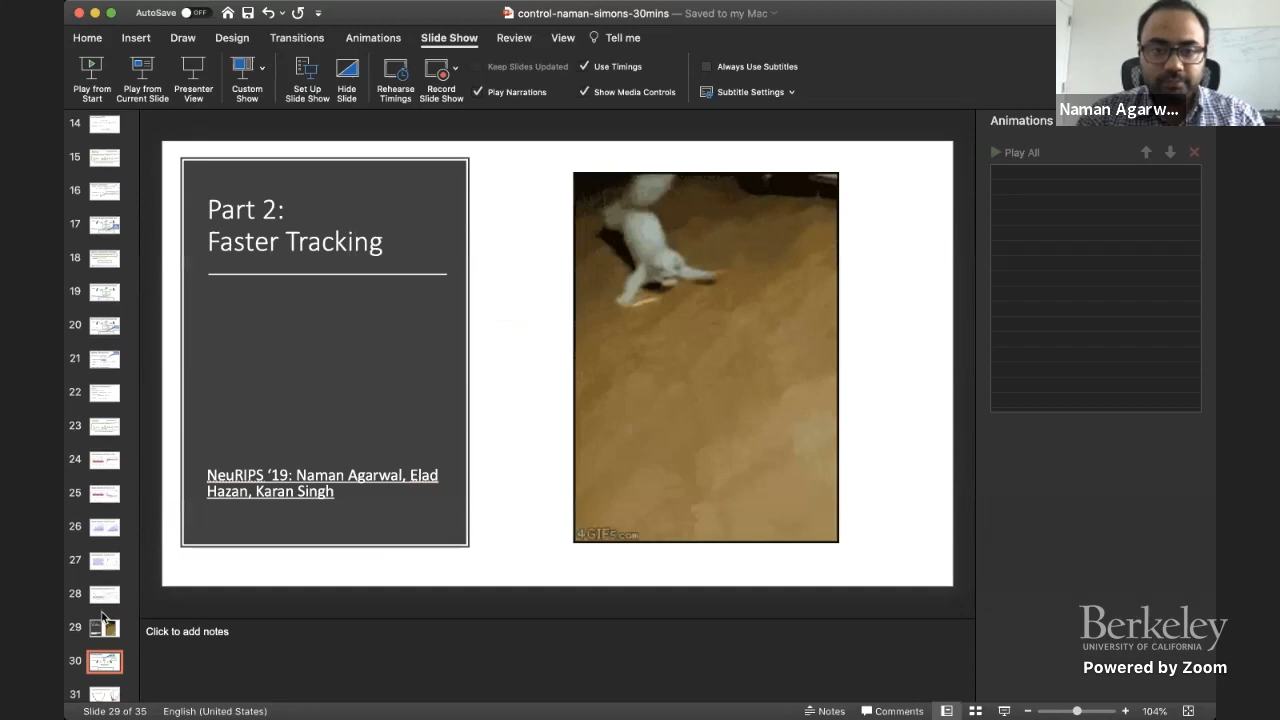 AutoSave OFF control-naman-simons-30mins — Saved to my Mac
Home Insert Draw Design Transitions Animations Slide Show Review View Tell me
Play from Start
Play from Current Slide
Presenter View
Custom Show
Set Up Slide Show
Hide Slide
Rehearse Timings
Record Slide Show
Keep Slides Updated
Use Timings
Play Narrations
Show Media Controls
Always Use Subtitles
Subtitle Settings
Naman Agarw...
Animations
Play All
14
15
16
17
18
19
20
21
22
23
24
25
26
27
28
29
30
31
Part 2:
Faster Tracking
NeuRIPS ‘19: Naman Agarwal, Elad
Hazan, Karan Singh
4GIFs.com
Click to add notes
Berkeley
UNIVERSITY OF CALIFORNIA
Powered by Zoom
Slide 29 of 35 English (United States) Notes Comments 104%